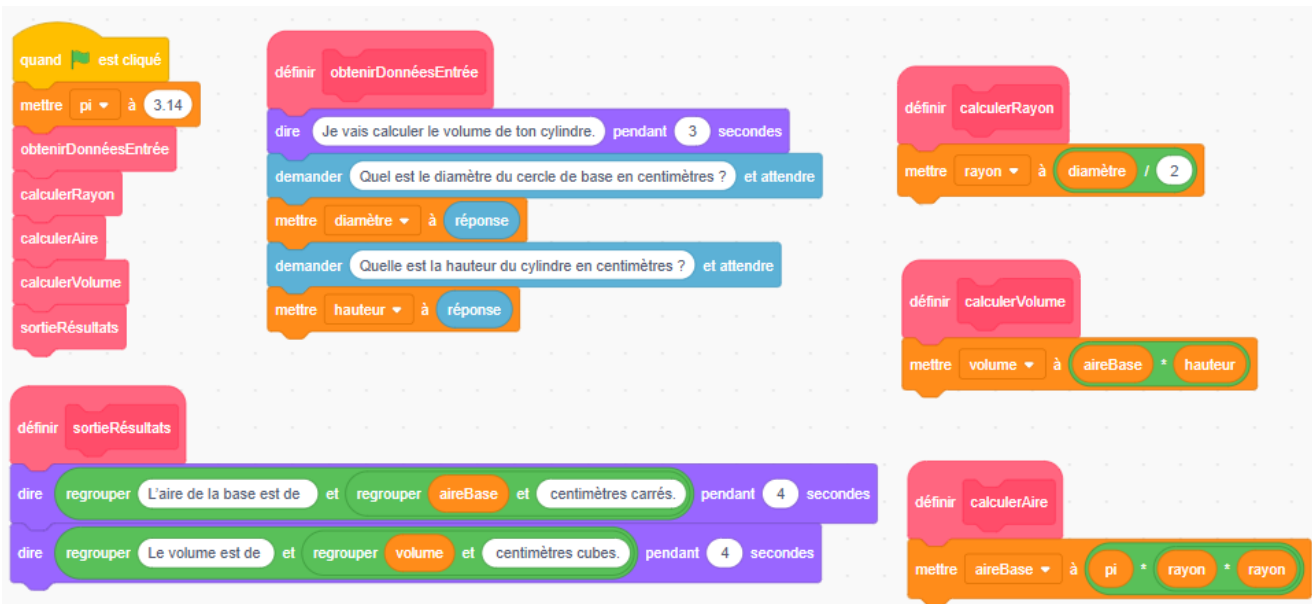 quand est cliqué
mettre pi à 3.14
obtenirDonnéesEntrée
calculerRayon
calculerAire
calculerVolume
sortieRésultats
définir obtenirDonnéesEntrée
dire Je vais calculer le volume de ton cylindre. pendant 3 secondes
demander Quel est le diamètre du cercle de base en centimètres ? et attendre
mettre diamètre à réponse
demander Quelle est la hauteur du cylindre en centimètres ? et attendre
mettre hauteur à réponse
définir calculerRayon
mettre rayon à diamètre / 2
définir calculerVolume
mettre volume à aireBase * hauteur
définir sortieRésultats
dire regrouper L'aire de la base est de et regrouper aireBase et centimètres carrés. pendant 4 secondes
dire regrouper Le volume est de et regrouper volume et centimètres cubes. pendant 4 secondes
définir calculerAire
mettre aireBase à pi * rayon * rayon